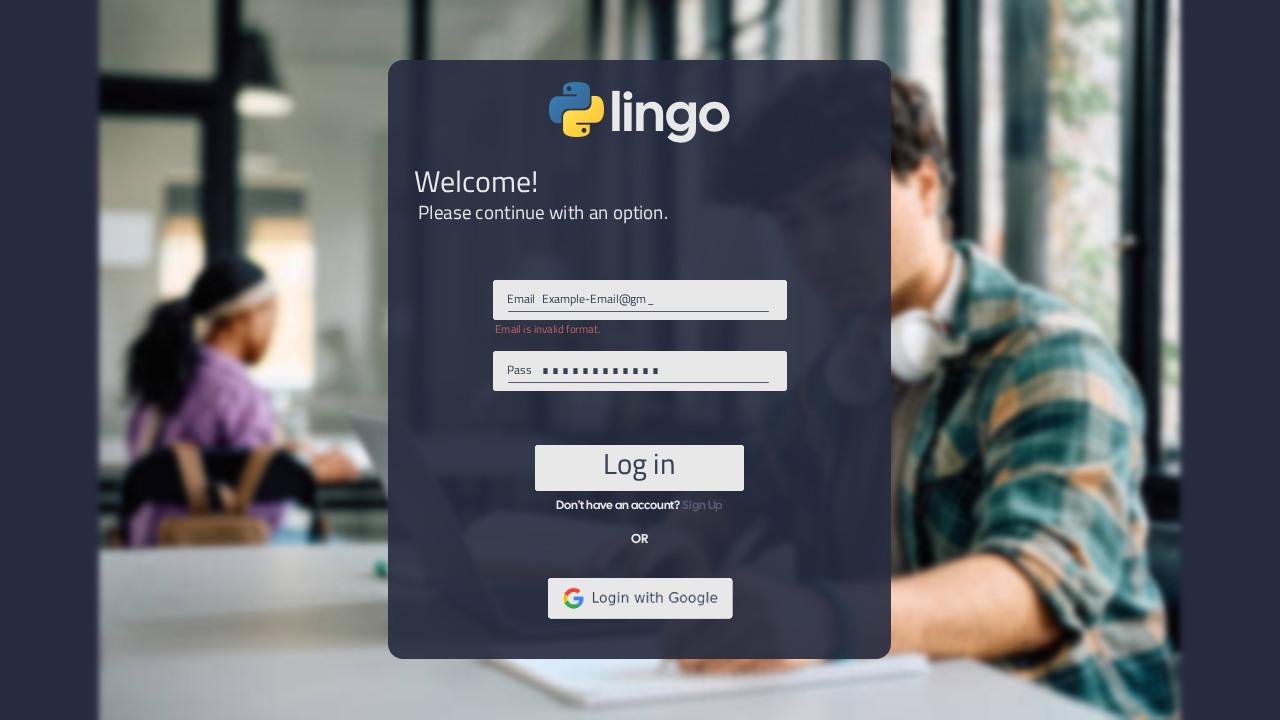 lingo
Welcome!
Please continue with an option.
Email Example-Email@gm_
Email is invalid format.
Pass
Log in
Don't have an account? Sign Up
OR
Login with Google